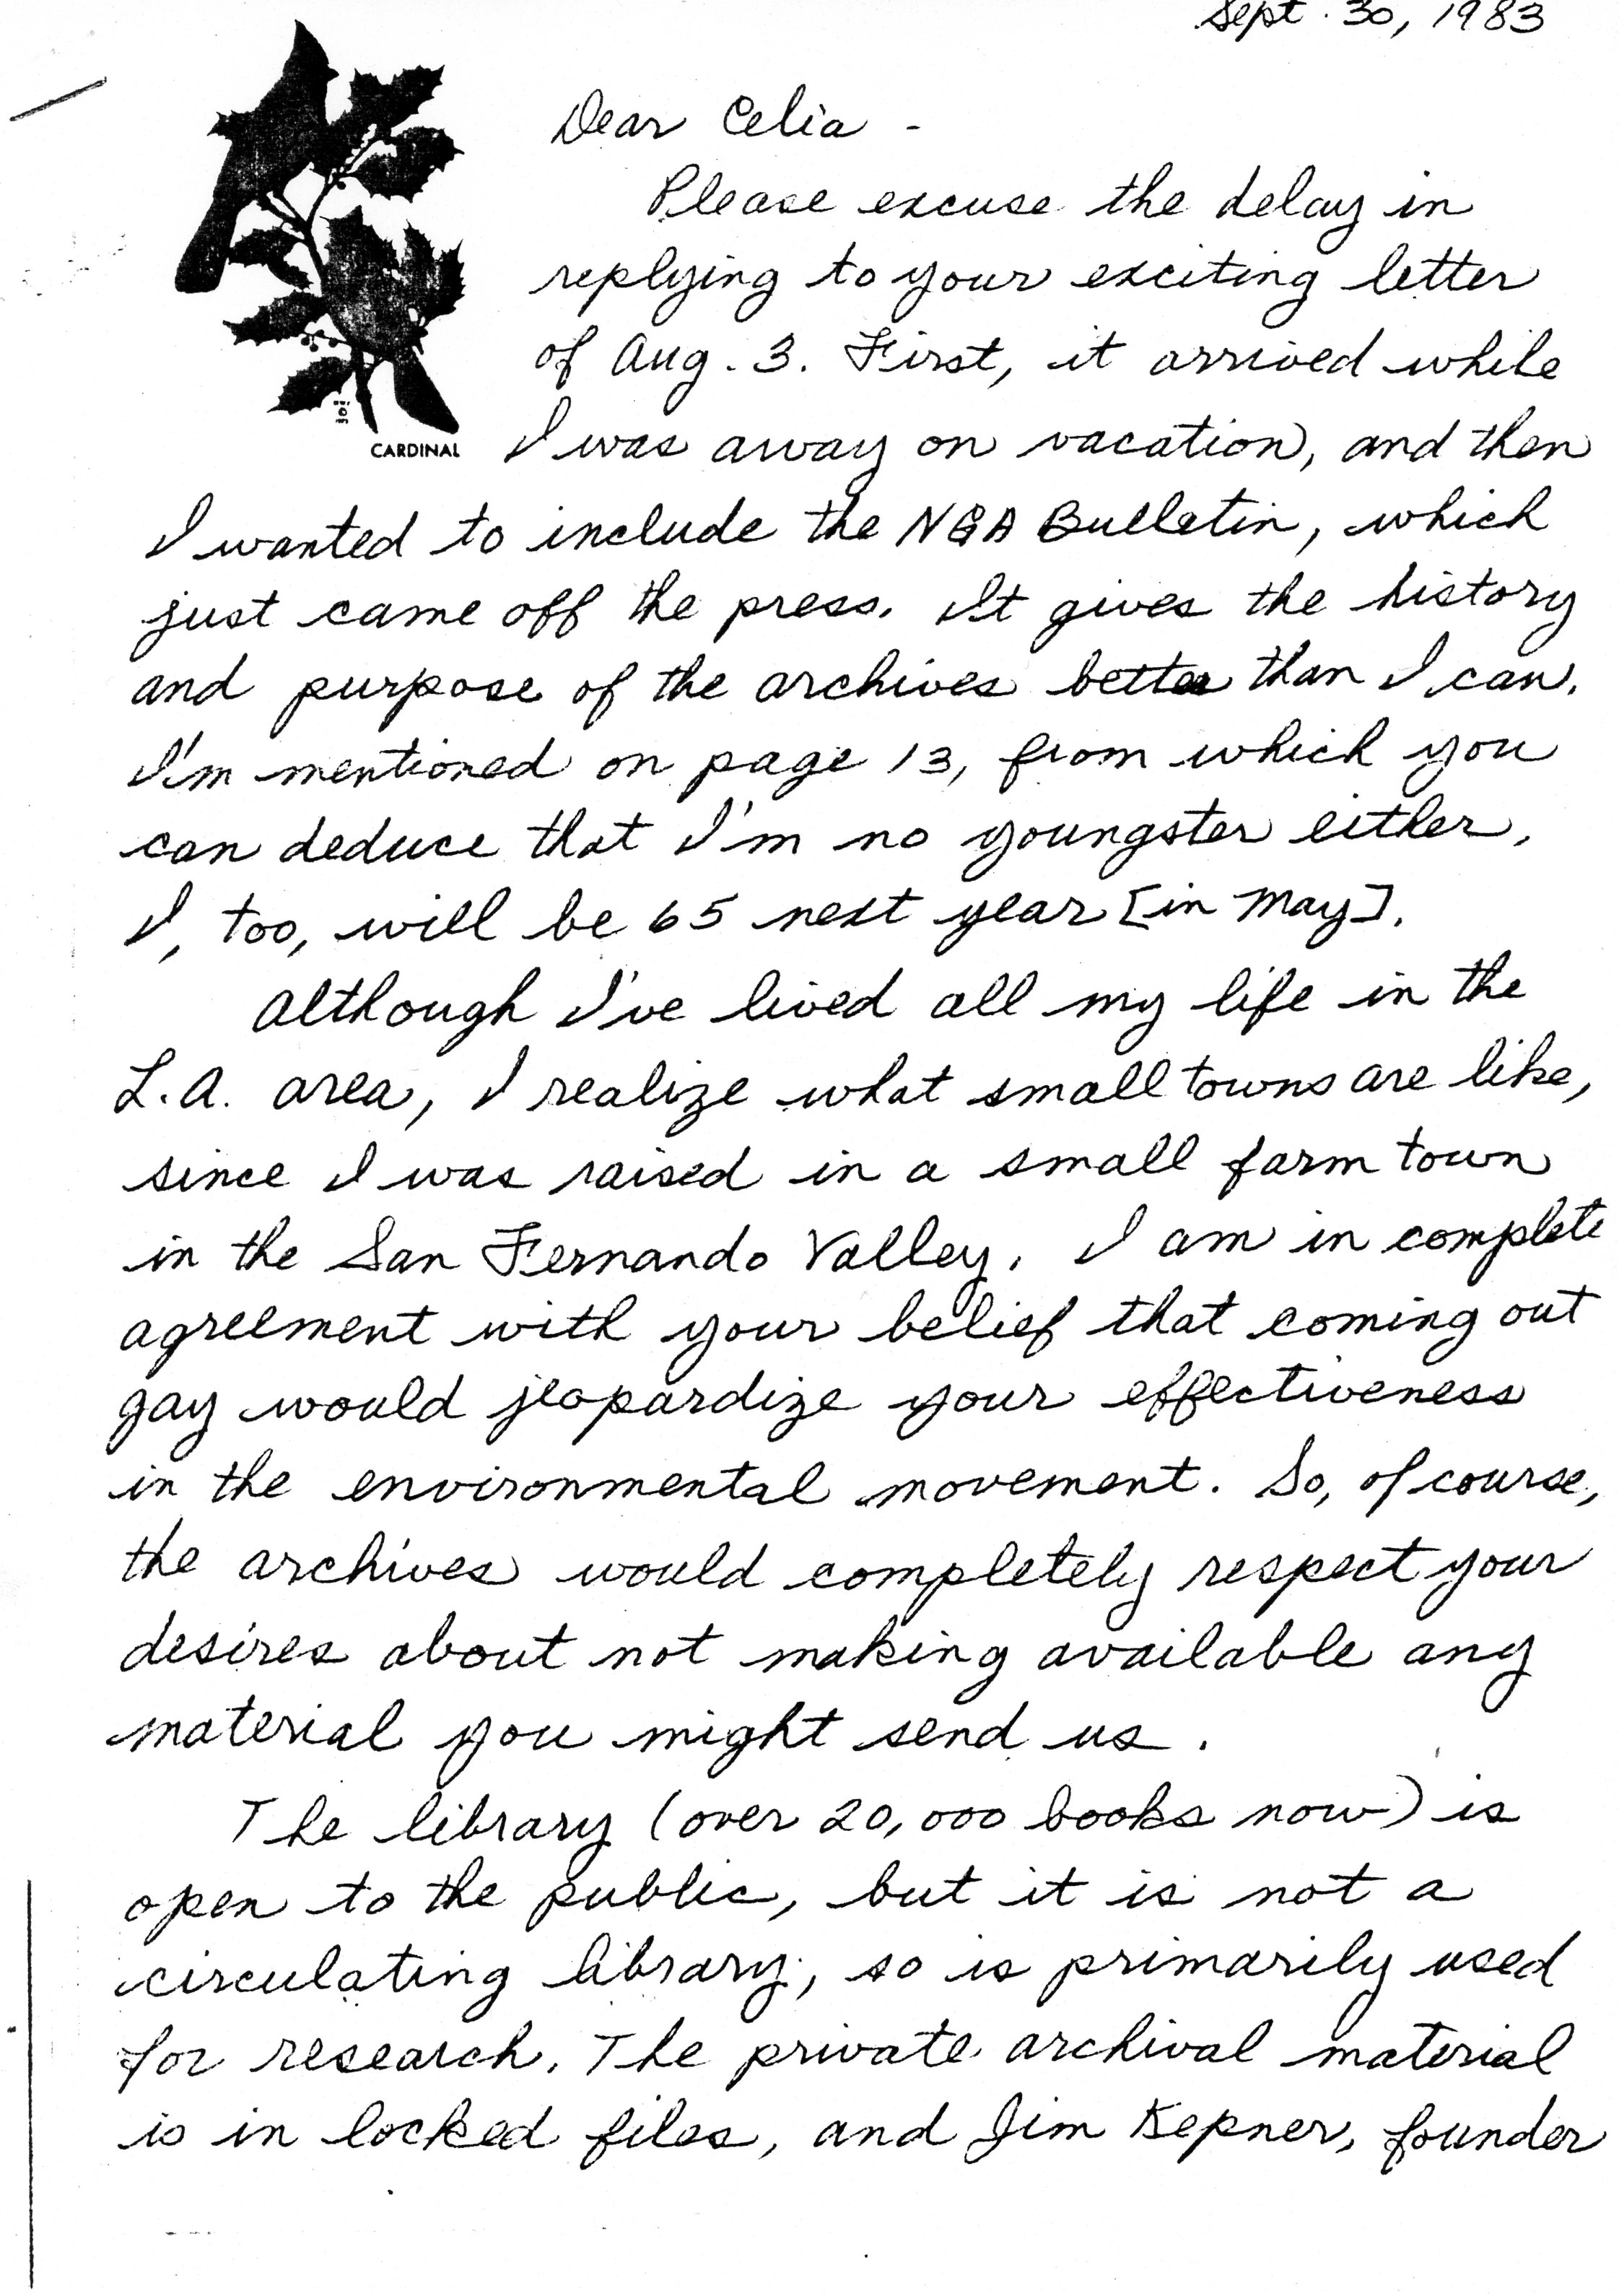 Sept. 30, 1983
Dear Celia -
Please excuse the delay in
replying to your exciting letter
of Aug. 3. First, it arrived while
CARDINAL
I was away on vacation, and then
I wanted to include the NGA Bulletin, which
just came off the press. It gives the history
and purpose of the archives better than I can.
I'm mentioned on page 13, from which you
can deduce that I'm no youngster either.
I, too, will be 65 next year [in May].
Although I've lived all my life in the
L.A. area, I realize what small towns are like,
since I was raised in a small farm town
in the San Fernando Valley. I am in complete
agreement with your belief that coming out
gay would jeopardize your effectiveness
in the environmental movement. So, of course,
the archives would completely respect your
desires about not making available any
material you might send us.
The library (over 20,000 books now) is
open to the public, but it is not a
circulating library, so is primarily used
for research. The private archival material
is in locked files, and Jim Kepner, founder